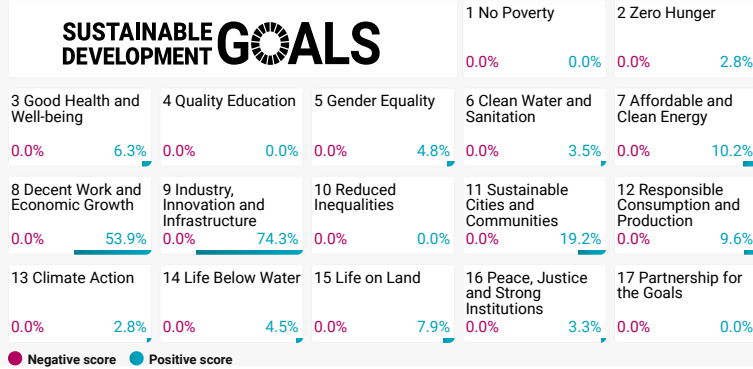 SUSTAINABLE
DEVELOPMENT
GOALS
1 No Poverty
0.0% 0.0%
2 Zero Hunger
0.0% 2.8%
3 Good Health and
Well-being
0.0% 6.3%
4 Quality Education
0.0% 0.0%
5 Gender Equality
0.0% 4.8%
6 Clean Water and
Sanitation
0.0% 3.5%
7 Affordable and
Clean Energy
0.0% 10.2%
8 Decent Work and
Economic Growth
0.0% 53.9%
9 Industry,
Innovation and
Infrastructure
0.0% 74.3%
10 Reduced
Inequalities
0.0% 0.0%
11 Sustainable
Cities and
Communities
0.0% 19.2%
12 Responsible
Consumption and
Production
0.0% 9.6%
13 Climate Action
0.0% 2.8%
14 Life Below Water
0.0% 4.5%
15 Life on Land
0.0% 7.9%
16 Peace, Justice
and Strong
Institutions
0.0% 3.3%
17 Partnership for
the Goals
0.0% 0.0%
Negative score Positive score